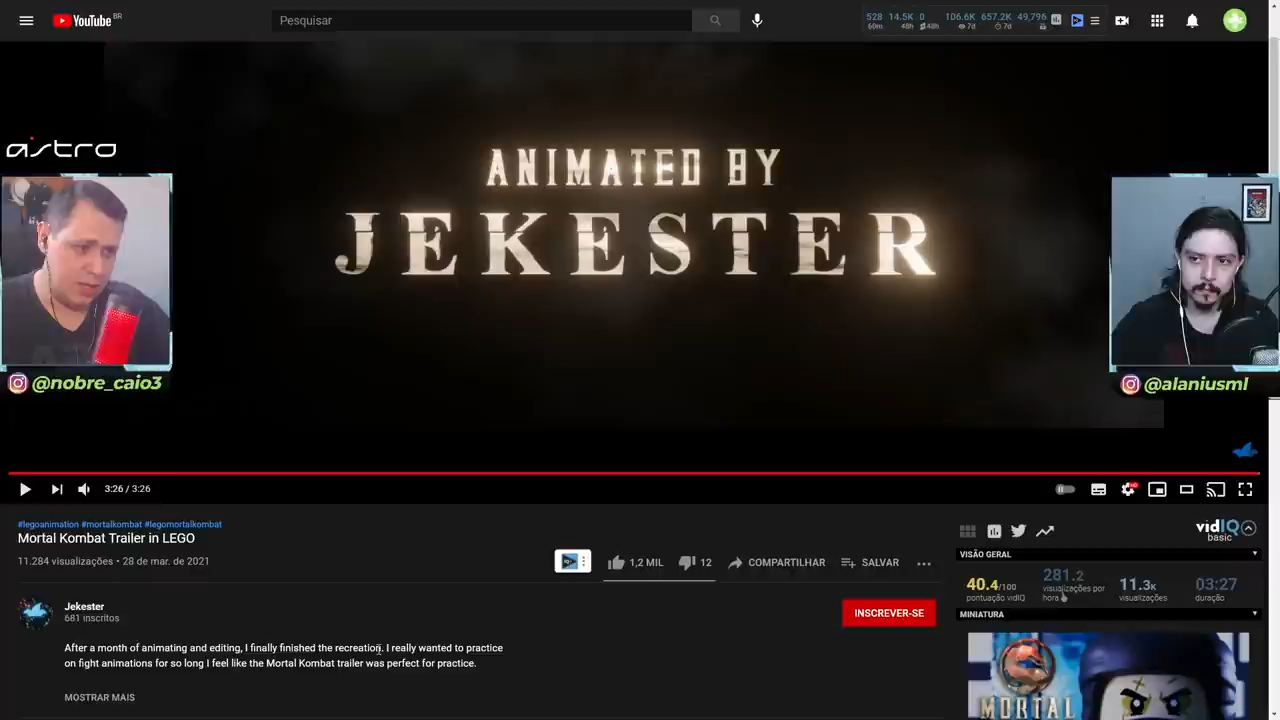 YouTube BR
Pesquisar
528 14.5K 0 106.6K 657.2K 49,796
60m 48h 48h 7d 7d
ANIMATED BY
JEKESTER
astro
@nobre_caio3
@alaniusml
3:26 / 3:26
#legoanimation #mortalkombat #legomortalkombat
Mortal Kombat Trailer in LEGO
11.284 visualizações • 28 de mar. de 2021
1,2 MIL
12
COMPARTILHAR
SALVAR
vidIQ
basic
VISÃO GERAL
40.4/100
pontuação vidIQ
281.2
visualizações por hora
11.3K
visualizações
03:27
duração
MINIATURA
Jekester
681 inscritos
INSCREVER-SE
After a month of animating and editing, I finally finished the recreation. I really wanted to practice
on fight animations for so long I feel like the Mortal Kombat trailer was perfect for practice.
MOSTRAR MAIS
MORTAL